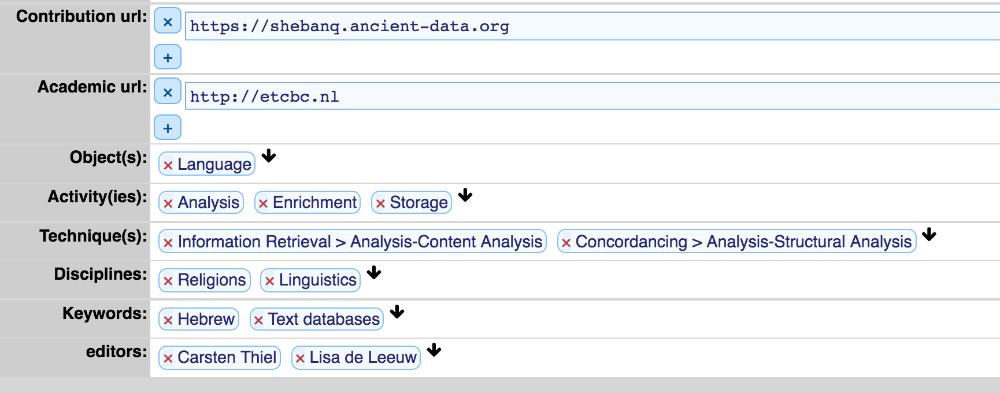 Contribution url: × https://shebanq.ancient-data.org
+
Academic url: × http://etcbc.nl
+
Object(s): × Language
Activity(ies): × Analysis × Enrichment × Storage
Technique(s): × Information Retrieval > Analysis-Content Analysis × Concordancing > Analysis-Structural Analysis
Disciplines: × Religions × Linguistics
Keywords: × Hebrew × Text databases
editors: × Carsten Thiel × Lisa de Leeuw